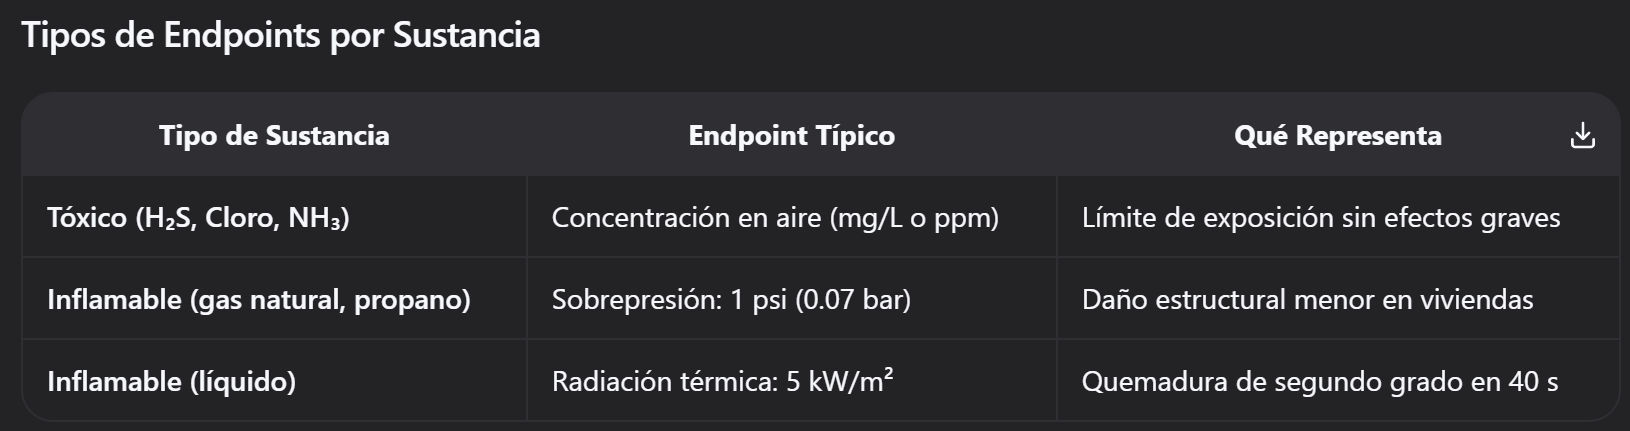 Tipos de Endpoints por Sustancia
Tipo de Sustancia Endpoint Típico Qué Representa
Tóxico (H₂S, Cloro, NH₃) Concentración en aire (mg/L o ppm) Límite de exposición sin efectos graves
Inflamable (gas natural, propano) Sobrepresión: 1 psi (0.07 bar) Daño estructural menor en viviendas
Inflamable (líquido) Radiación térmica: 5 kW/m² Quemadura de segundo grado en 40 s